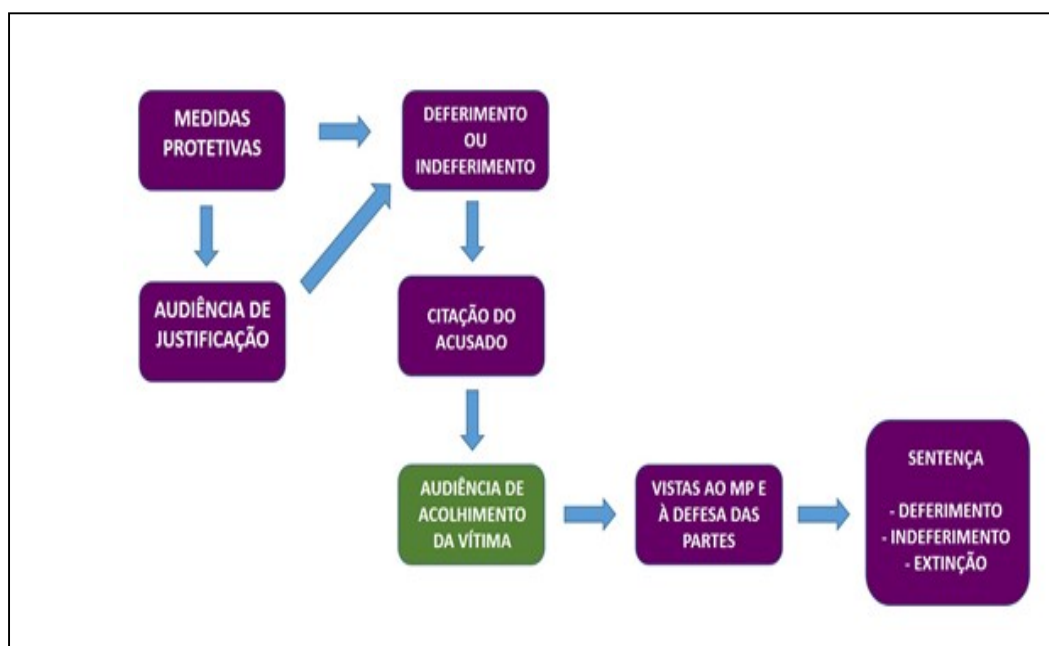 MEDIDAS
PROTETIVAS
DEFERIMENTO
OU
INDEFERIMENTO
AUDIÊNCIA DE
JUSTIFICAÇÃO
CITAÇÃO DO
ACUSADO
AUDIÊNCIA DE
ACOLHIMENTO
DA VÍTIMA
VISTAS AO MP E
À DEFESA DAS
PARTES
SENTENÇA
- DEFERIMENTO
- INDEFERIMENTO
- EXTINÇÃO